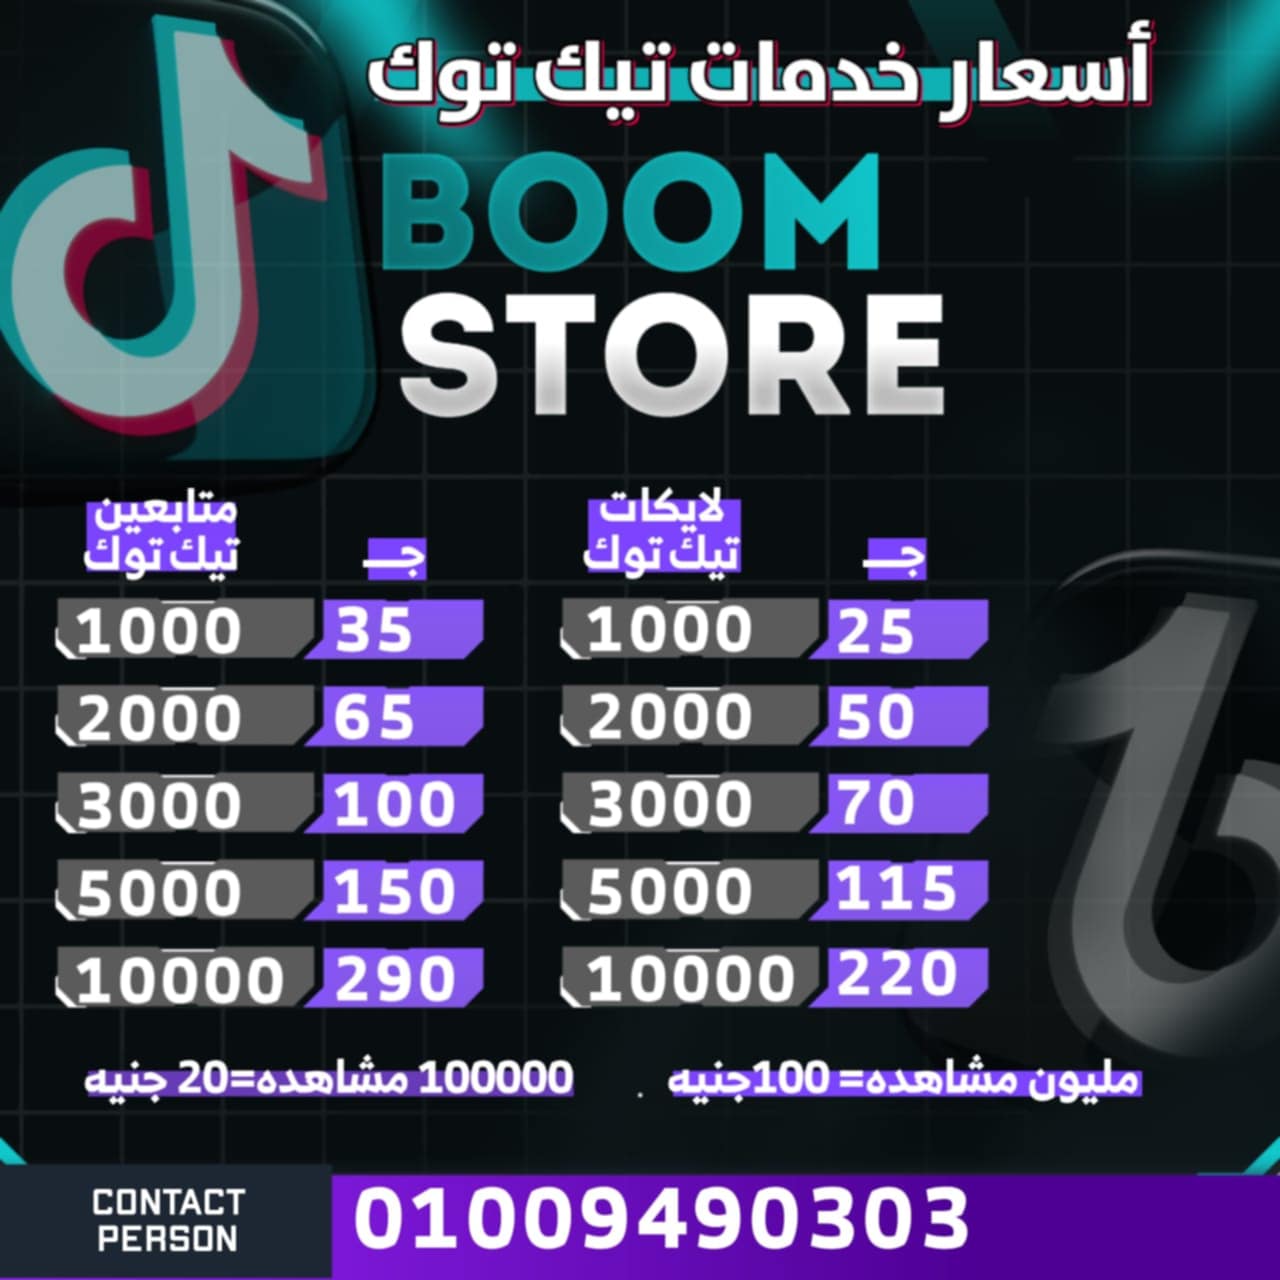 أسعار خدمات تيك توك
BOOM
STORE
متابعين
تيك توك
جـ
لايكات
تيك توك
جـ
1000 35 1000 25
2000 65 2000 50
3000 100 3000 70
5000 150 5000 115
10000 290 10000 220
مليون مشاهده= 100جنيه .
100000 مشاهده=20 جنيه
CONTACT
PERSON
01009490303